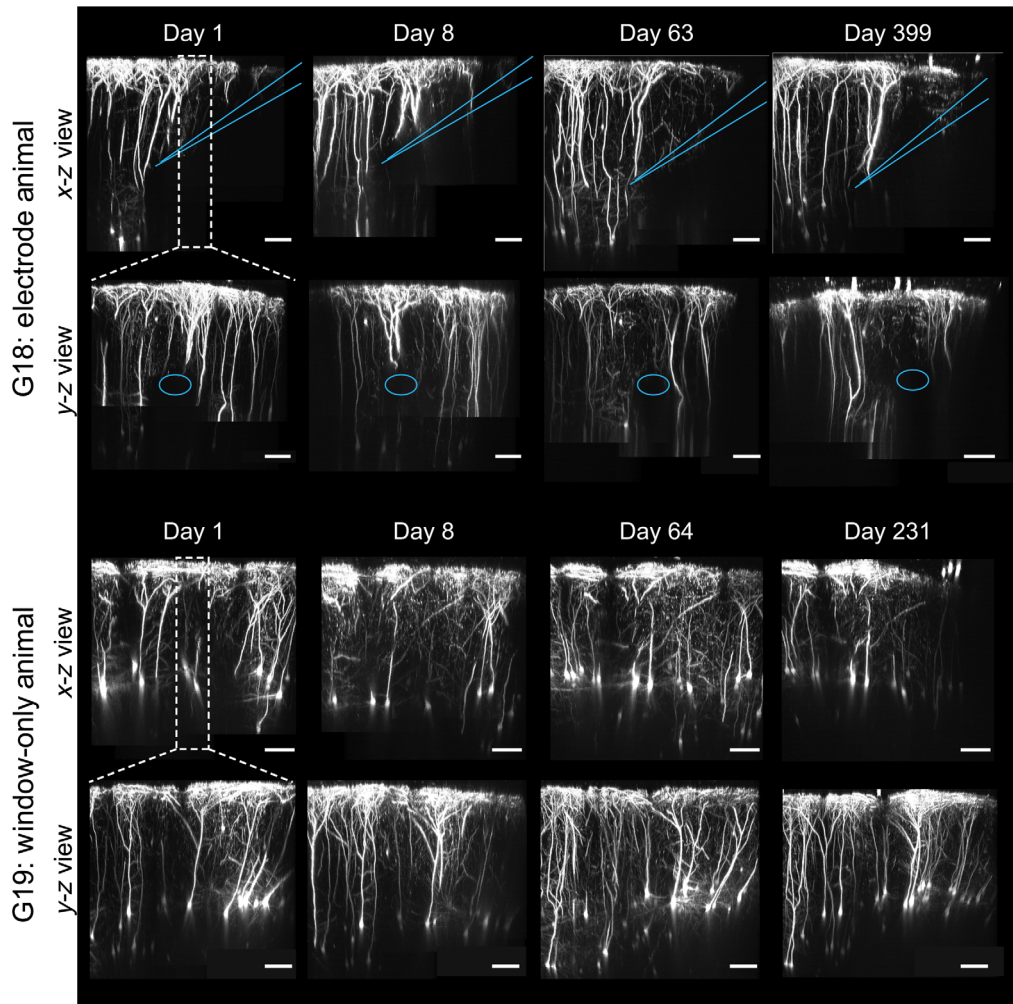 Day 1 Day 8 Day 63 Day 399
G18: electrode animal
x-z view
y-z view
Day 1 Day 8 Day 64 Day 231
G19: window-only animal
x-z view
y-z view